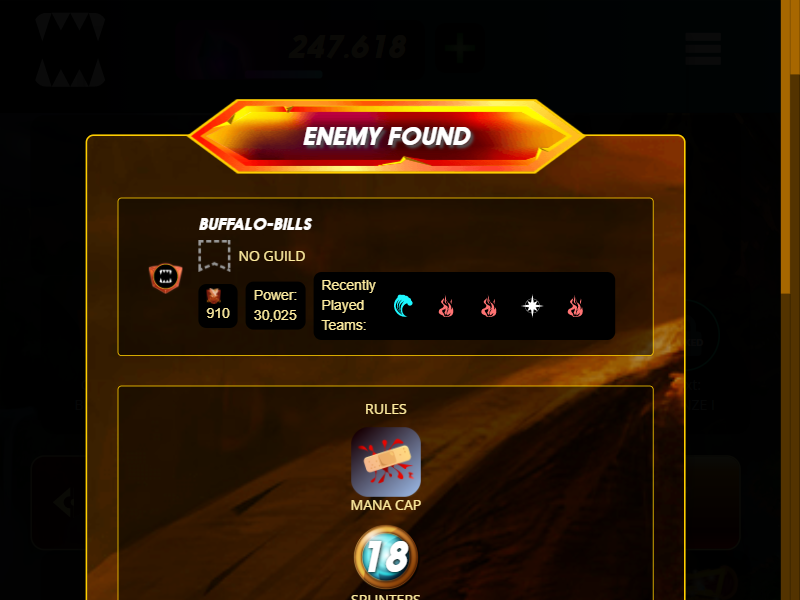 247.618
ENEMY FOUND
BUFFALO-BILLS
NO GUILD
Recently
Played
Teams:
910
Power:
30,025
RULES
MANA CAP
18
SPLINTERS